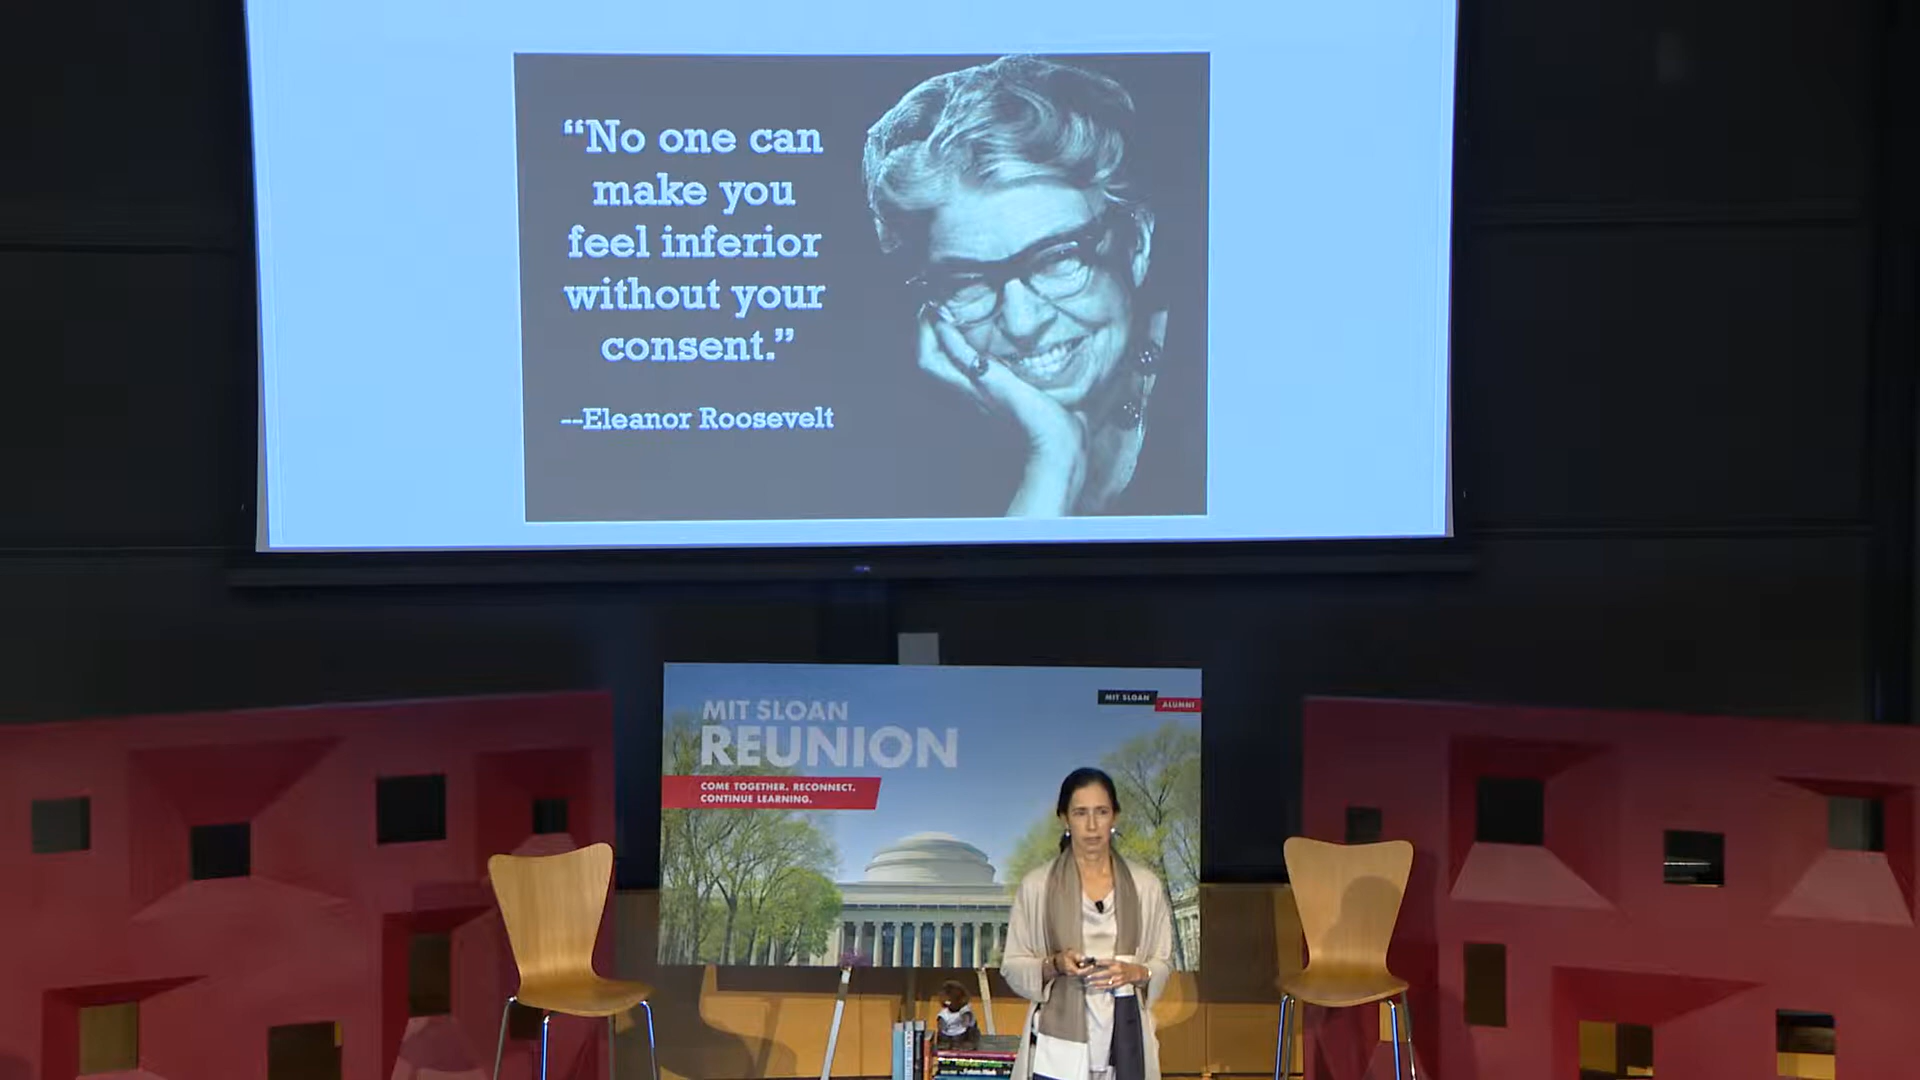 “No one can
make you
feel inferior
without your
consent.”
--Eleanor Roosevelt
MIT SLOAN
REUNION
COME TOGETHER. RECONNECT.
CONTINUE LEARNING.
MIT SLOAN
ALUMNI